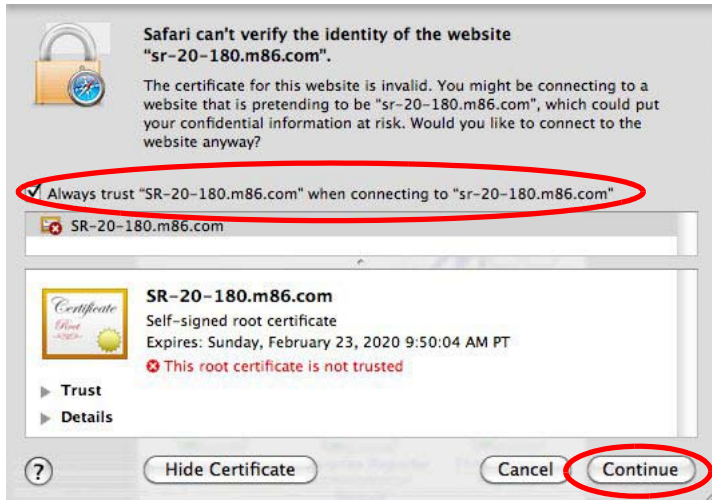 Safari can't verify the identity of the website
"sr-20-180.m86.com".
The certificate for this website is invalid. You might be connecting to a
website that is pretending to be "sr-20-180.m86.com", which could put
your confidential information at risk. Would you like to connect to the
website anyway?
Always trust "SR-20-180.m86.com" when connecting to "sr-20-180.m86.com"
SR-20-180.m86.com
Certificate
Root
SR-20-180.m86.com
Self-signed root certificate
Expires: Sunday, February 23, 2020 9:50:04 AM PT
This root certificate is not trusted
Trust
Details
?
Hide Certificate
Cancel
Continue